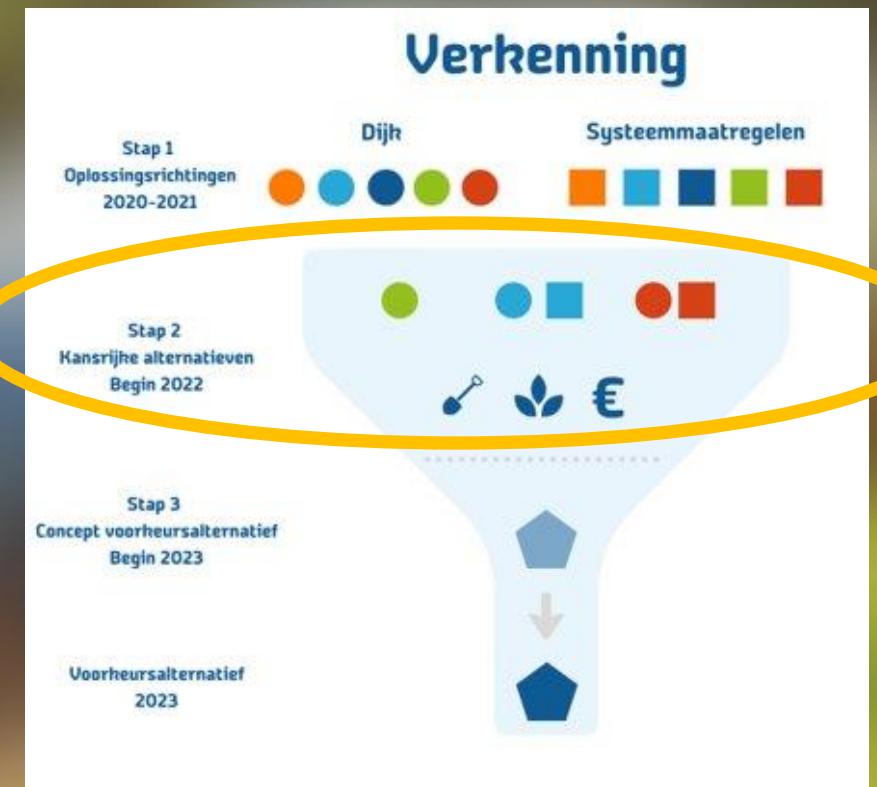 Verkenning
Dijk
Systeemmaatregelen
Stap 1
Oplossingsrichtingen
2020-2021
Stap 2
Kansrijke alternatieven
Begin 2022
€
Stap 3
Concept voorkeursalternatief
Begin 2023
Voorkeursalternatief
2023